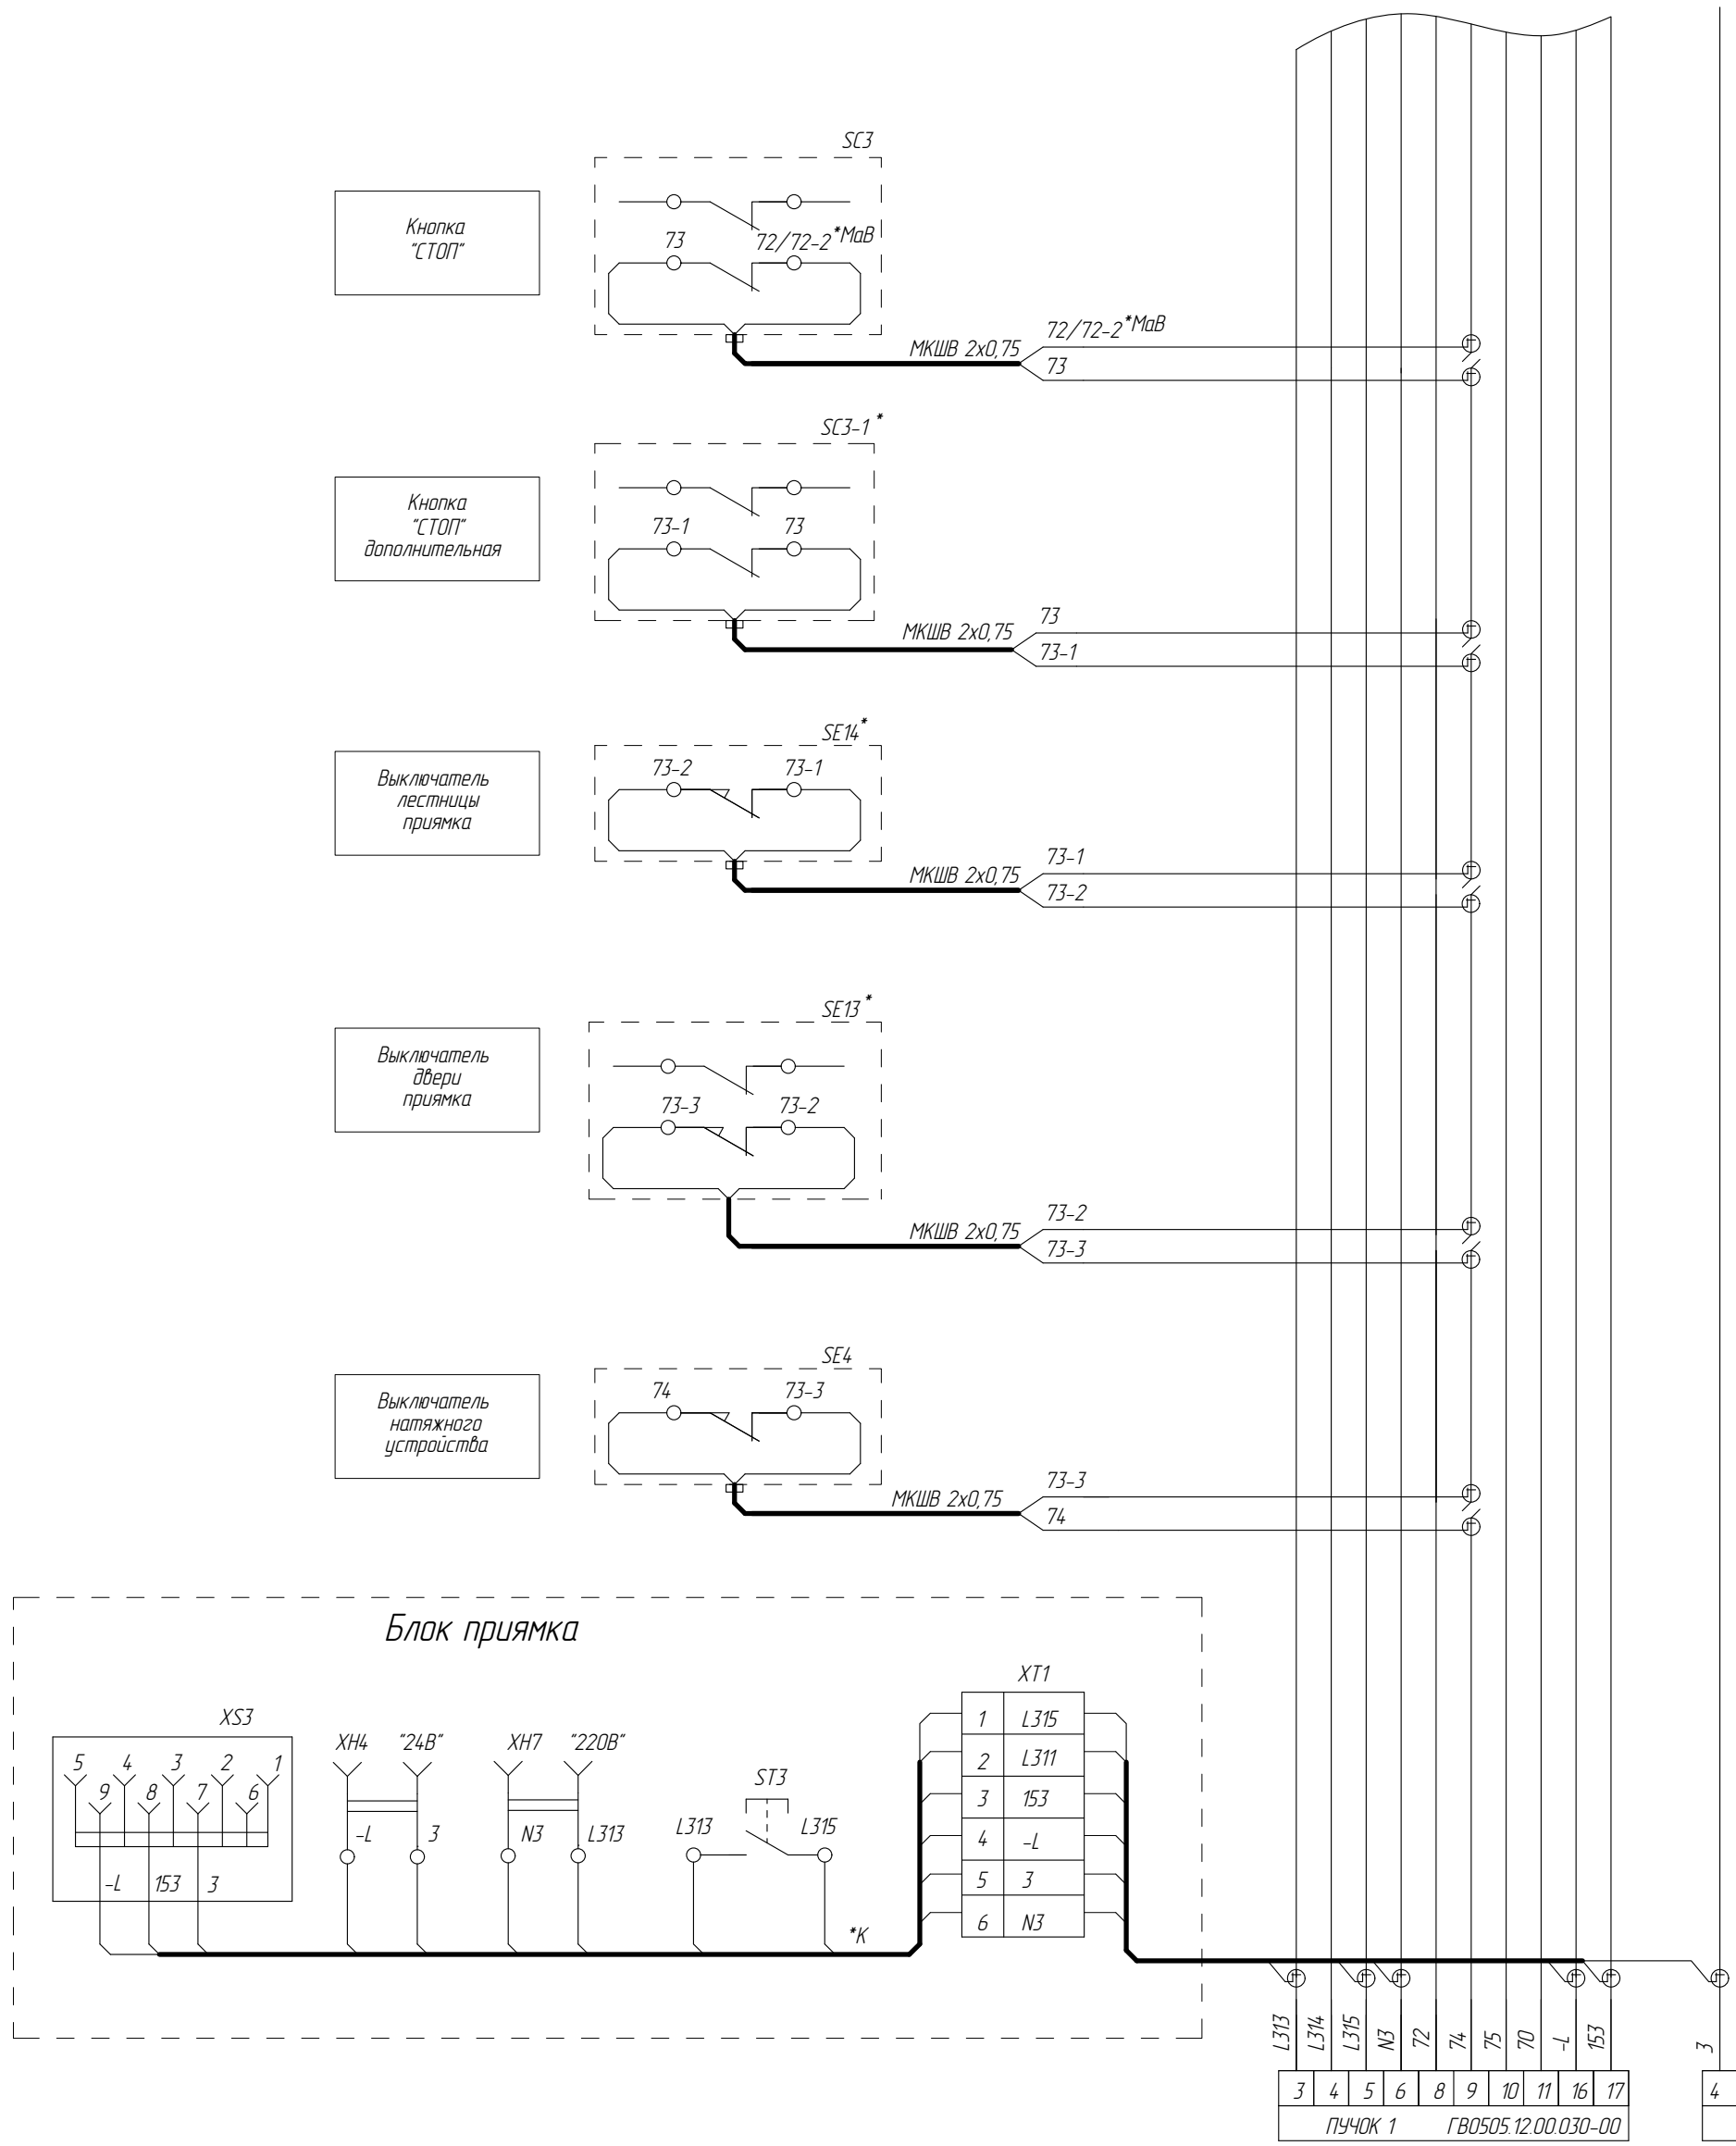 SC3
Кнопка
"СТОП"
73
72/72-2*МаВ
72/72-2*МаВ
МКШВ 2х0,75
73
SC3-1*
Кнопка
"СТОП"
дополнительная
73-1
73
73
МКШВ 2х0,75
73-1
SE14*
Выключатель
лестницы
приямка
73-2
73-1
73-1
МКШВ 2х0,75
73-2
SE13*
Выключатель
двери
приямка
73-3
73-2
73-2
МКШВ 2х0,75
73-3
SE4
Выключатель
натяжного
устройства
74
73-3
73-3
МКШВ 2х0,75
74
Блок приямка
XS3
5 4 3 2 1
9 8 7 6
-L 153 3
XH4 "24В"
-L 3
XH7 "220В"
N3 L313
ST3
L313 L315
*К
XT1
1 L315
2 L311
3 153
4 -L
5 3
6 N3
L313 L314 L315 N3 72 74 75 70 -L 153 3
3 4 5 6 8 9 10 11 16 17 4
ПУЧОК 1 ГВ0505.12.00.030-00